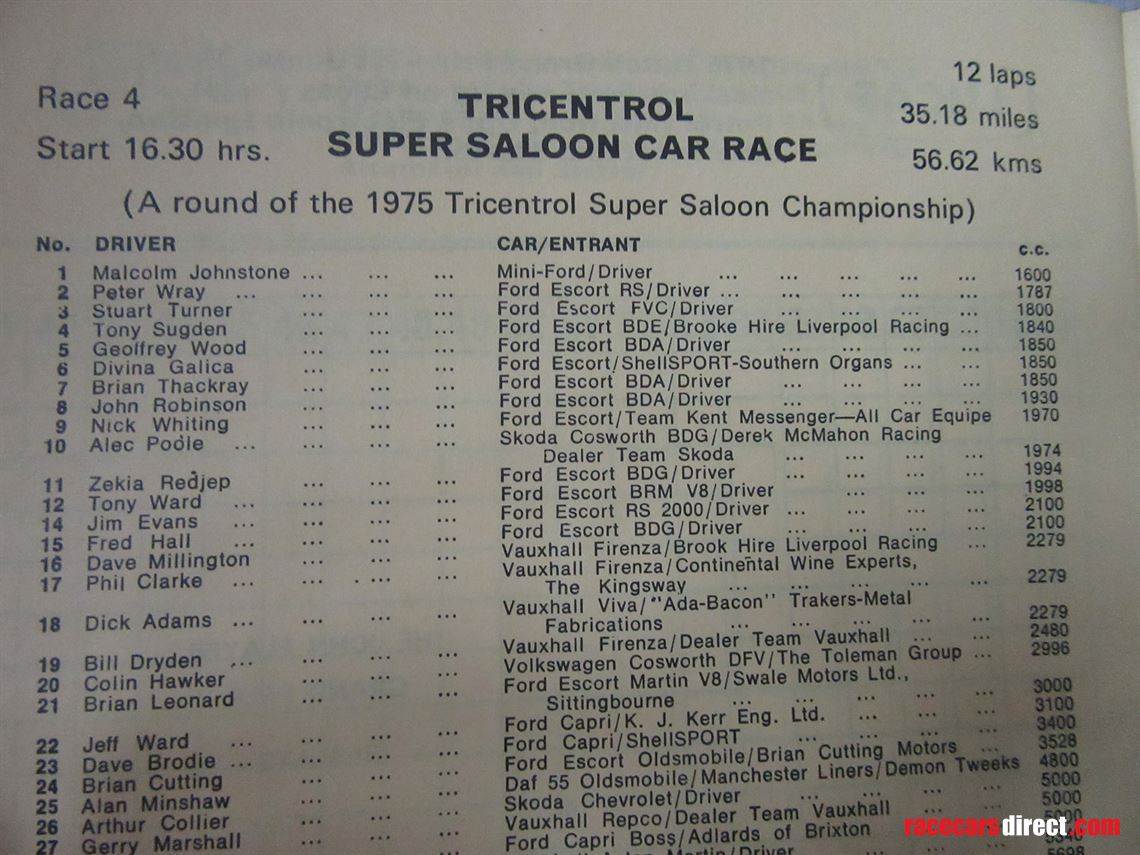 Race 4
Start 16.30 hrs.
TRICENTROL
SUPER SALOON CAR RACE
12 laps
35.18 miles
56.62 kms
(A round of the 1975 Tricentrol Super Saloon Championship)
No. DRIVER CAR/ENTRANT c.c.
1 Malcolm Johnstone ... ... ... Mini-Ford/Driver ... ... ... ... 1600
2 Peter Wray ... ... ... Ford Escort RS/Driver ... ... ... ... 1787
3 Stuart Turner ... ... ... Ford Escort FVC/Driver ... ... ... 1800
4 Tony Sugden ... ... ... Ford Escort BDE/Brooke Hire Liverpool Racing ... 1840
5 Geoffrey Wood ... ... ... Ford Escort BDA/Driver ... ... ... 1850
6 Divina Galica ... ... ... Ford Escort/ShellSPORT-Southern Organs ... ... 1850
7 Brian Thackray ... ... ... Ford Escort BDA/Driver ... ... ... 1850
8 John Robinson ... ... ... Ford Escort BDA/Driver ... ... ... 1930
9 Nick Whiting ... ... ... Ford Escort/Team Kent Messenger—All Car Equipe 1970
10 Alec Poole ... ... ... Skoda Cosworth BDG/Derek McMahon Racing
Dealer Team Skoda ... ... ... 1974
11 Zekia Redjep ... ... ... Ford Escort BDG/Driver ... ... ... 1994
12 Tony Ward ... ... ... Ford Escort BRM V8/Driver ... ... 1998
14 Jim Evans ... ... ... Ford Escort RS 2000/Driver ... ... ... 2100
15 Fred Hall ... ... ... Ford Escort BDG/Driver ... ... ... 2100
16 Dave Millington ... ... ... Vauxhall Firenza/Brook Hire Liverpool Racing ... 2279
17 Phil Clarke ... ... ... Vauxhall Firenza/Continental Wine Experts,
The Kingsway ... ... ... ... 2279
18 Dick Adams ... ... ... Vauxhall Viva/"Ada-Bacon" Trakers-Metal
Fabrications ... ... ... ... 2279
19 Bill Dryden ... ... ... Vauxhall Firenza/Dealer Team Vauxhall ... ... 2480
20 Colin Hawker ... ... ... Volkswagen Cosworth DFV/The Toleman Group ... 2996
21 Brian Leonard ... ... ... Ford Escort Martin V8/Swale Motors Ltd.,
Sittingbourne ... ... ... ... 3000
22 Jeff Ward ... ... ... Ford Capri/K. J. Kerr Eng. Ltd. ... ... ... 3100
23 Dave Brodie ... ... ... Ford Capri/ShellSPORT ... ... ... 3400
24 Brian Cutting ... ... ... Ford Escort Oldsmobile/Brian Cutting Motors ... 3528
25 Alan Minshaw ... ... ... Daf 55 Oldsmobile/Manchester Liners/Demon Tweeks 4800
26 Arthur Collier ... ... ... Skoda Chevrolet/Driver ... ... ... 5000
27 Gerry Marshall ... ... ... Vauxhall Repco/Dealer Team Vauxhall ... ... 5000
Ford Capri Boss/Adlards of Brixton
racecarsdirect.com